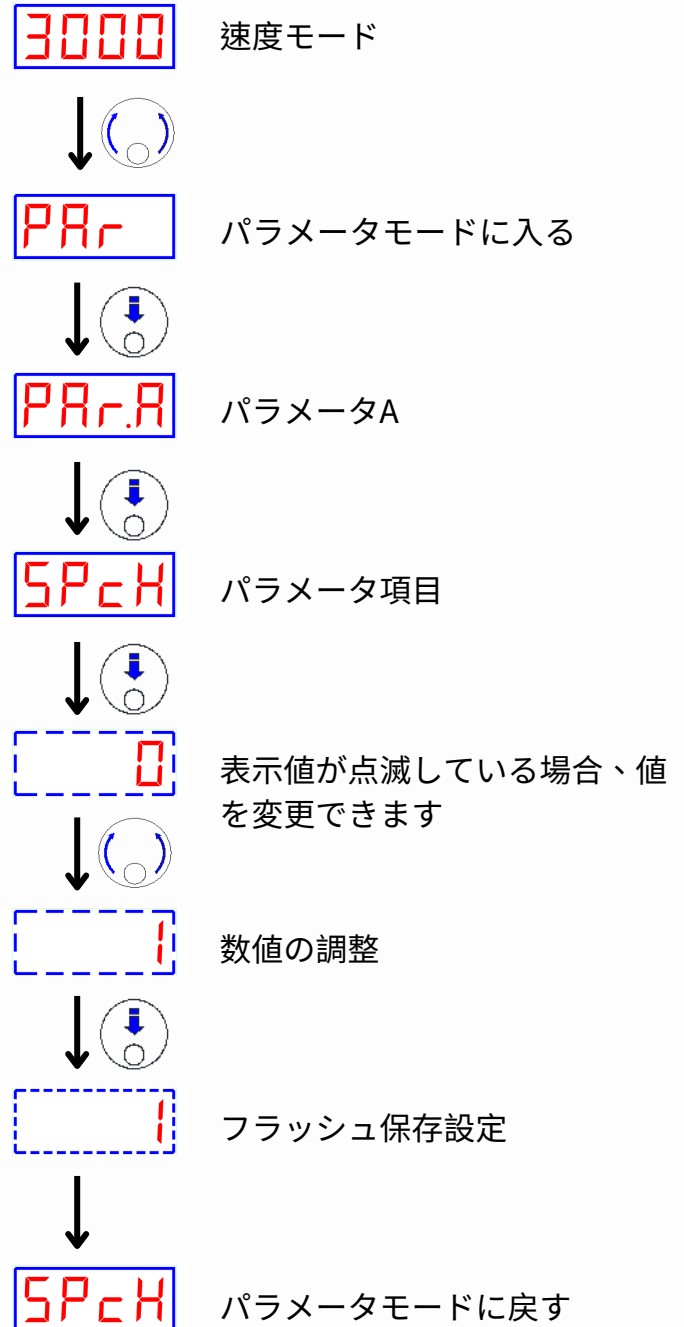 3000 速度モード
PAr パラメータモードに入る
PAr.A パラメータA
SPcH パラメータ項目
0 表示値が点滅している場合、値
を変更できます
1 数値の調整
1 フラッシュ保存設定
SPcH パラメータモードに戻す